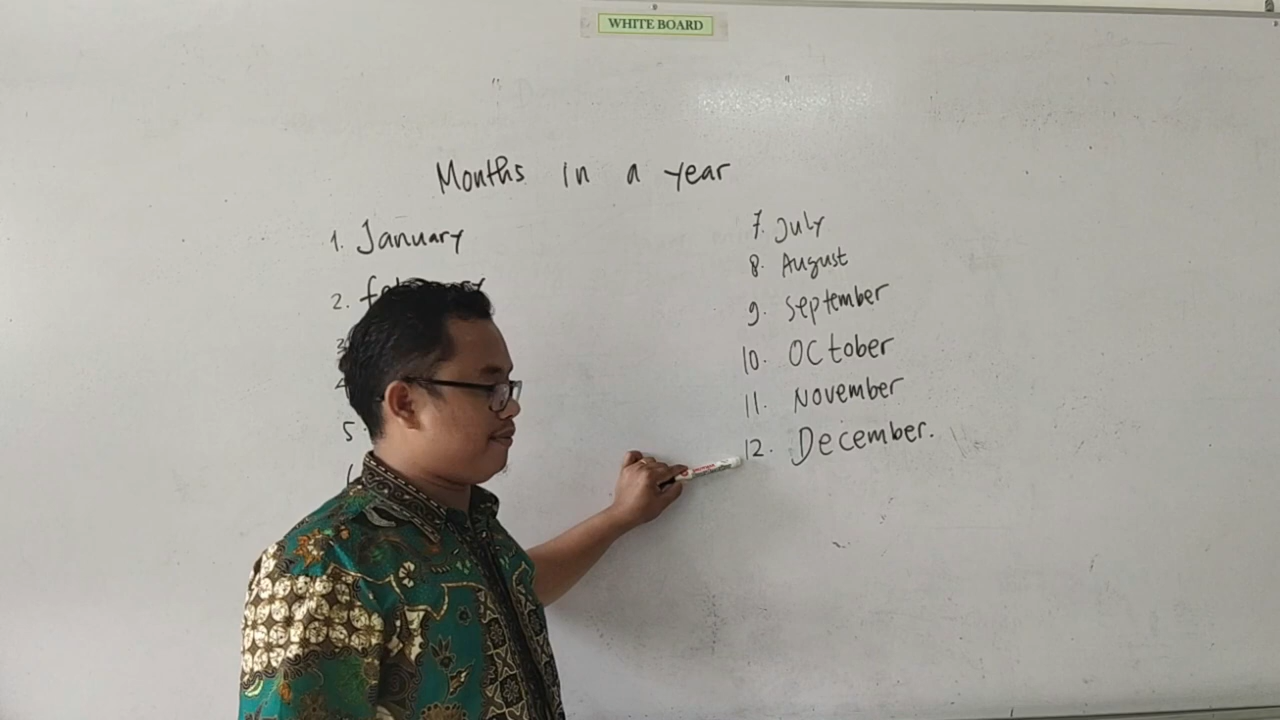 WHITE BOARD
Months in a year
1. January
2.
5
7. July
8. August
9. September
10. October
11. November
12. December.